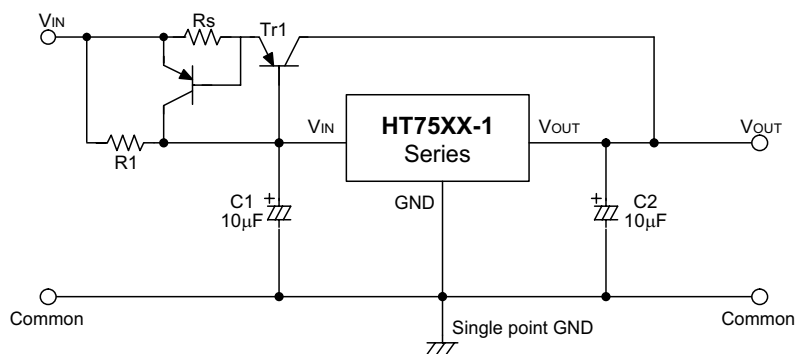 VIN
Rs
Tr1
R1
VIN
HT75XX-1
Series
VOUT
VOUT
GND
C1
10μF
C2
10μF
Common
Single point GND
Common